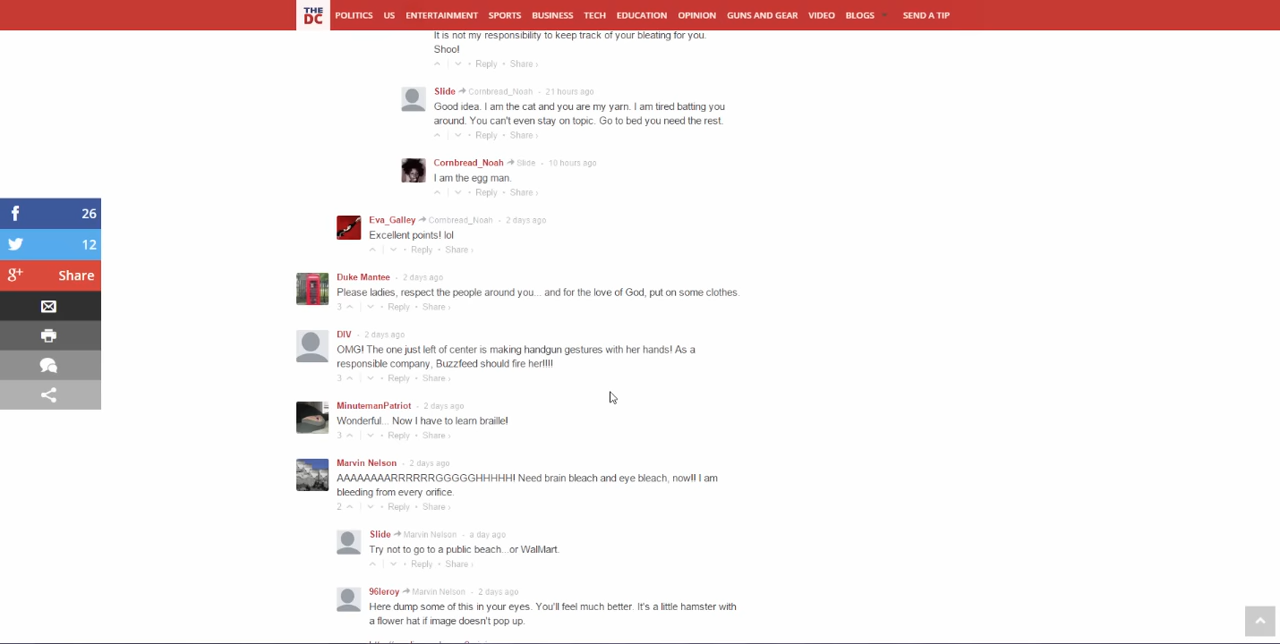 THE DC POLITICS US ENTERTAINMENT SPORTS BUSINESS TECH EDUCATION OPINION GUNS AND GEAR VIDEO BLOGS SEND A TIP
It is not my responsibility to keep track of your bleating for you.
Shoo!
Reply • Share ›
Slide Cornbread_Noah • 21 hours ago
Good idea. I am the cat and you are my yarn. I am tired batting you
around. You can't even stay on topic. Go to bed you need the rest.
Reply • Share ›
Cornbread_Noah Slide • 10 hours ago
I am the egg man.
Reply • Share ›
Eva_Galley Cornbread_Noah • 2 days ago
Excellent points! lol
Reply • Share ›
Duke Mantee • 2 days ago
Please ladies, respect the people around you... and for the love of God, put on some clothes.
3 Reply • Share ›
DIV • 2 days ago
OMG! The one just left of center is making handgun gestures with her hands! As a
responsible company, Buzzfeed should fire her!!!!
3 Reply • Share ›
MinutemanPatriot • 2 days ago
Wonderful... Now I have to learn braille!
3 Reply • Share ›
Marvin Nelson • 2 days ago
AAAAAAAARRRRRRGGGGGHHHHH! Need brain bleach and eye bleach, now!! I am
bleeding from every orifice.
2 Reply • Share ›
Slide Marvin Nelson • a day ago
Try not to go to a public beach...or WalMart.
Reply • Share ›
96leroy Marvin Nelson • 2 days ago
Here dump some of this in your eyes. You'll feel much better. It's a little hamster with
a flower hat if image doesn't pop up.
26
12
g+ Share